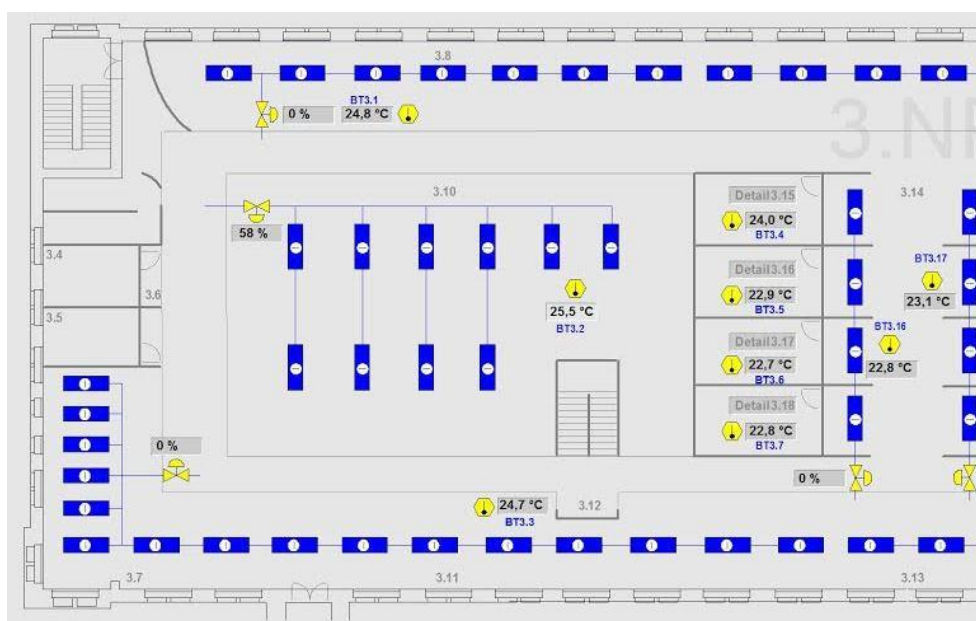 3.8
BT3.1
0 %
24,8 °C
3.NI
3.10
58 %
25,5 °C
BT3.2
Detail3.15
24,0 °C
BT3.4
Detail3.16
22,9 °C
BT3.5
Detail3.17
22,7 °C
BT3.6
Detail3.18
22,8 °C
BT3.7
3.14
BT3.17
23,1 °C
BT3.16
22,8 °C
0 %
3.4
3.6
3.5
0 %
24,7 °C
BT3.3
3.12
3.7
3.11
3.13